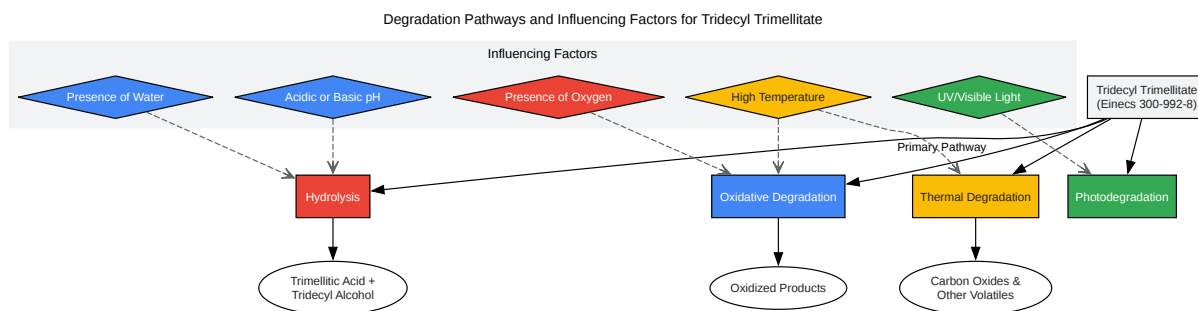 Degradation Pathways and Influencing Factors for Tridecyl Trimellitate
Influencing Factors
Presence of Water
Acidic or Basic pH
Presence of Oxygen
High Temperature
UV/Visible Light
Tridecyl Trimellitate
(Einecs 300-992-8)
Primary Pathway
Hydrolysis
Oxidative Degradation
Thermal Degradation
Photodegradation
Trimellitic Acid +
Tridecyl Alcohol
Oxidized Products
Carbon Oxides &
Other Volatiles